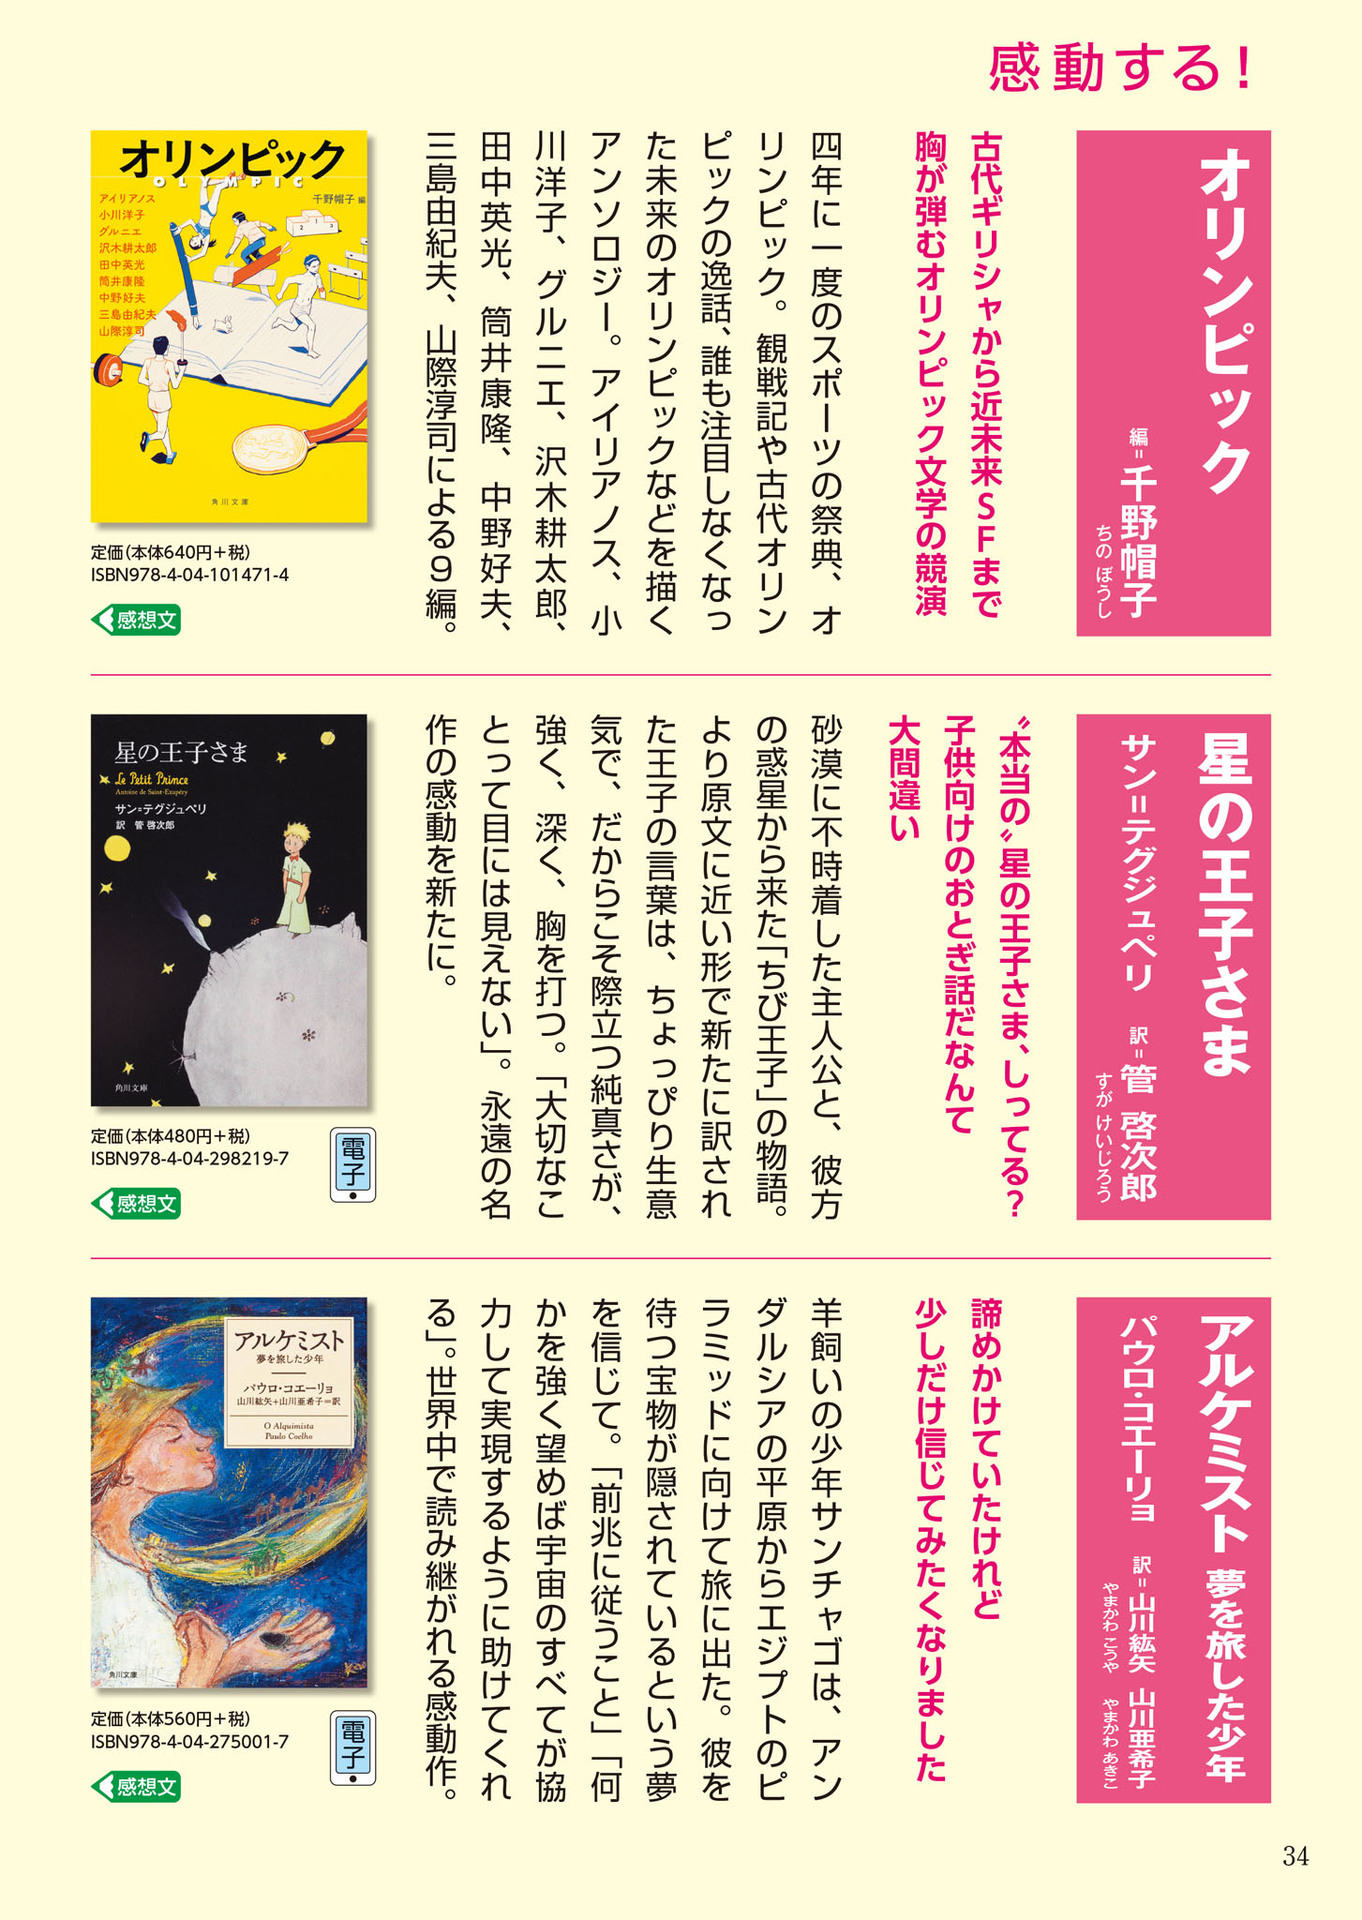 感動する！
オリンピック
編＝千野帽子
ちの ぼうし
古代ギリシャから近未来ＳＦまで
胸が弾むオリンピック文学の競演
四年に一度のスポーツの祭典、オ
リンピック。観戦記や古代オリン
ピックの逸話、誰も注目しなくなっ
た未来のオリンピックなどを描く
アンソロジー。アイリアノス、小
川洋子、グルニエ、沢木耕太郎、
田中英光、筒井康隆、中野好夫、
三島由紀夫、山際淳司による９編。
オリンピック
OLYMPIC
千野帽子 編
アイリアノス
小川洋子
グルニエ
沢木耕太郎
田中英光
筒井康隆
中野好夫
三島由紀夫
山際淳司
2 1 3
角川文庫
定価（本体640円＋税）
ISBN978-4-04-101471-4
感想文
星の王子さま
サン＝テグジュペリ 訳＝管 啓次郎
すが けいじろう
〝本当の〟星の王子さま、しってる？
子供向けのおとぎ話だなんて
大間違い
砂漠に不時着した主人公と、彼方
の惑星から来た「ちび王子」の物語。
より原文に近い形で新たに訳され
た王子の言葉は、ちょっぴり生意
気で、だからこそ際立つ純真さが、
強く、深く、胸を打つ。「大切なこ
とって目には見えない」。永遠の名
作の感動を新たに。
星の王子さま
Le Petit Prince
Antoine de Saint-Exupéry
サン＝テグジュペリ
訳 管 啓次郎
角川文庫
定価（本体480円＋税）
ISBN978-4-04-298219-7
電子
感想文
アルケミスト 夢を旅した少年
パウロ・コエーリョ 訳＝山川紘矢 山川亜希子
やまかわ こうや やまかわ あきこ
諦めかけていたけれど
少しだけ信じてみたくなりました
羊飼いの少年サンチャゴは、アン
ダルシアの平原からエジプトのピ
ラミッドに向けて旅に出た。彼を
待つ宝物が隠されているという夢
を信じて。「前兆に従うこと」「何
かを強く望めば宇宙のすべてが協
力して実現するように助けてくれ
る」。世界中で読み継がれる感動作。
アルケミスト
夢を旅した少年
パウロ・コエーリョ
山川紘矢＋山川亜希子＝訳
O Alquimista
Paulo Coelho
角川文庫
定価（本体560円＋税）
ISBN978-4-04-275001-7
電子
感想文
34